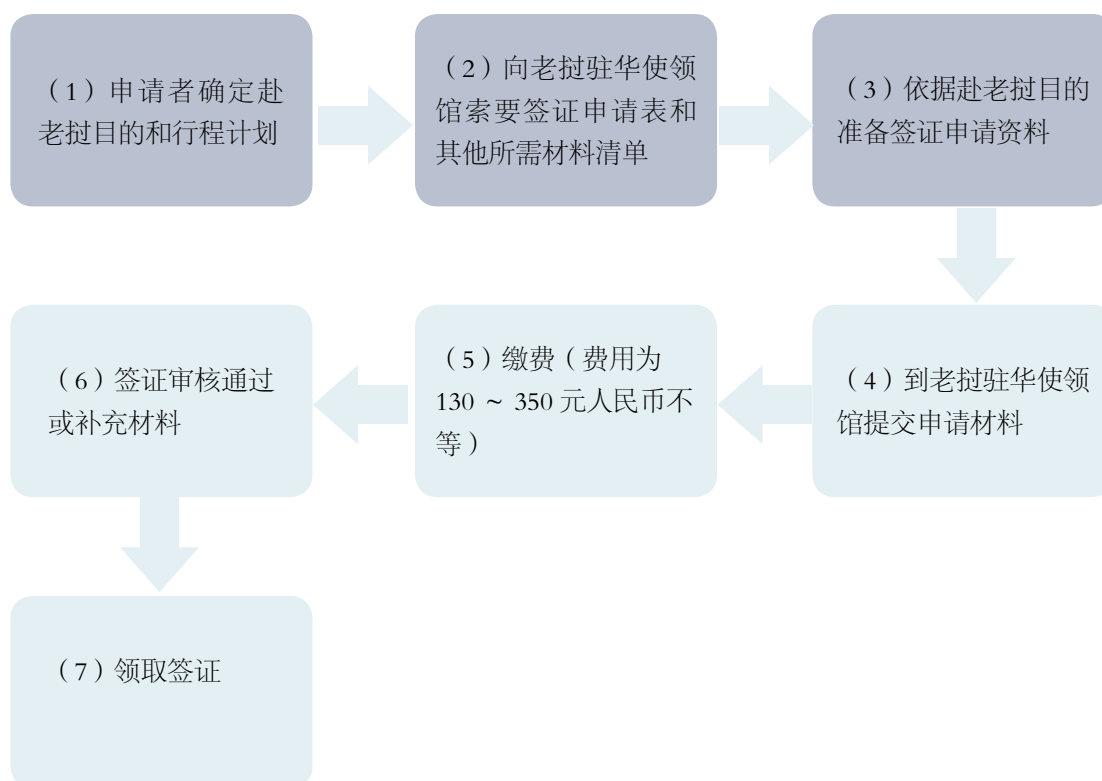 （1）申请者确定赴
老挝目的和行程计划
（2）向老挝驻华使领
馆索要签证申请表和
其他所需材料清单
（3）依据赴老挝目的
准备签证申请资料
（4）到老挝驻华使领
馆提交申请材料
（5）缴费（费用为
130 ~ 350 元人民币不
等）
（6）签证审核通过
或补充材料
（7）领取签证